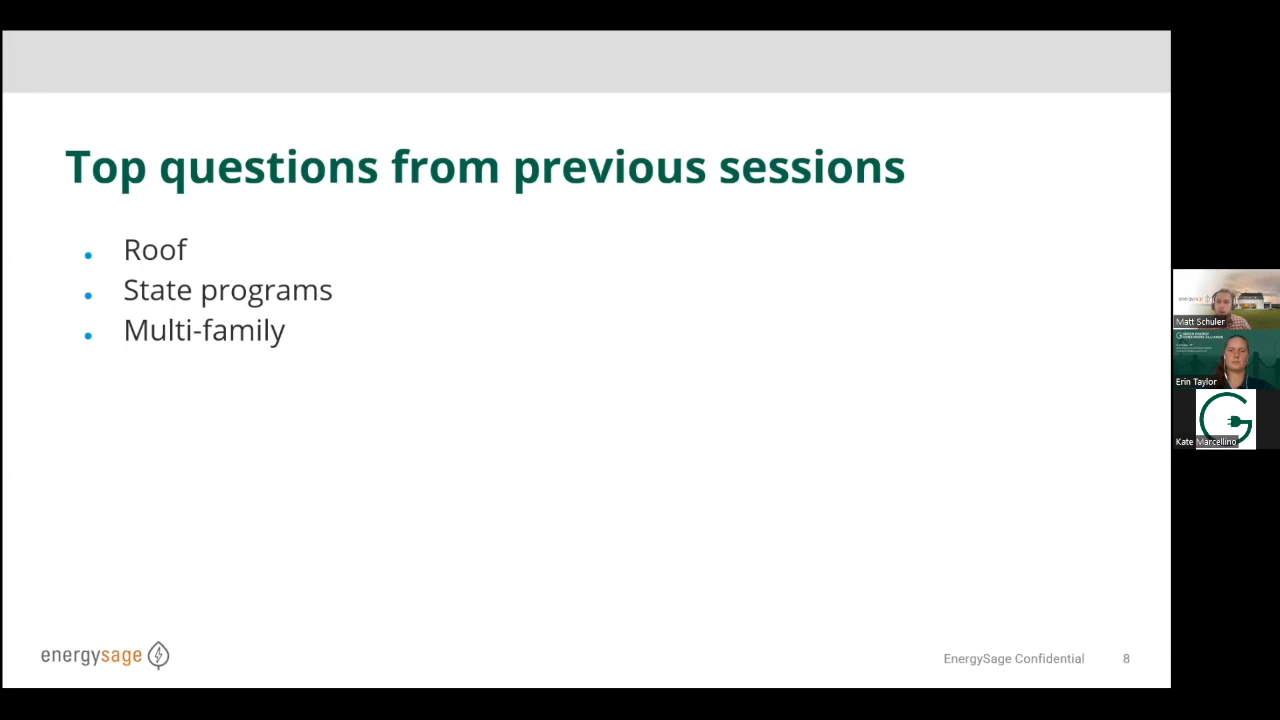 Top questions from previous sessions
Roof
State programs
Multi-family
energysage
EnergySage Confidential
8
energysage
Matt Schuler
Erin Taylor
Kate Marcellino